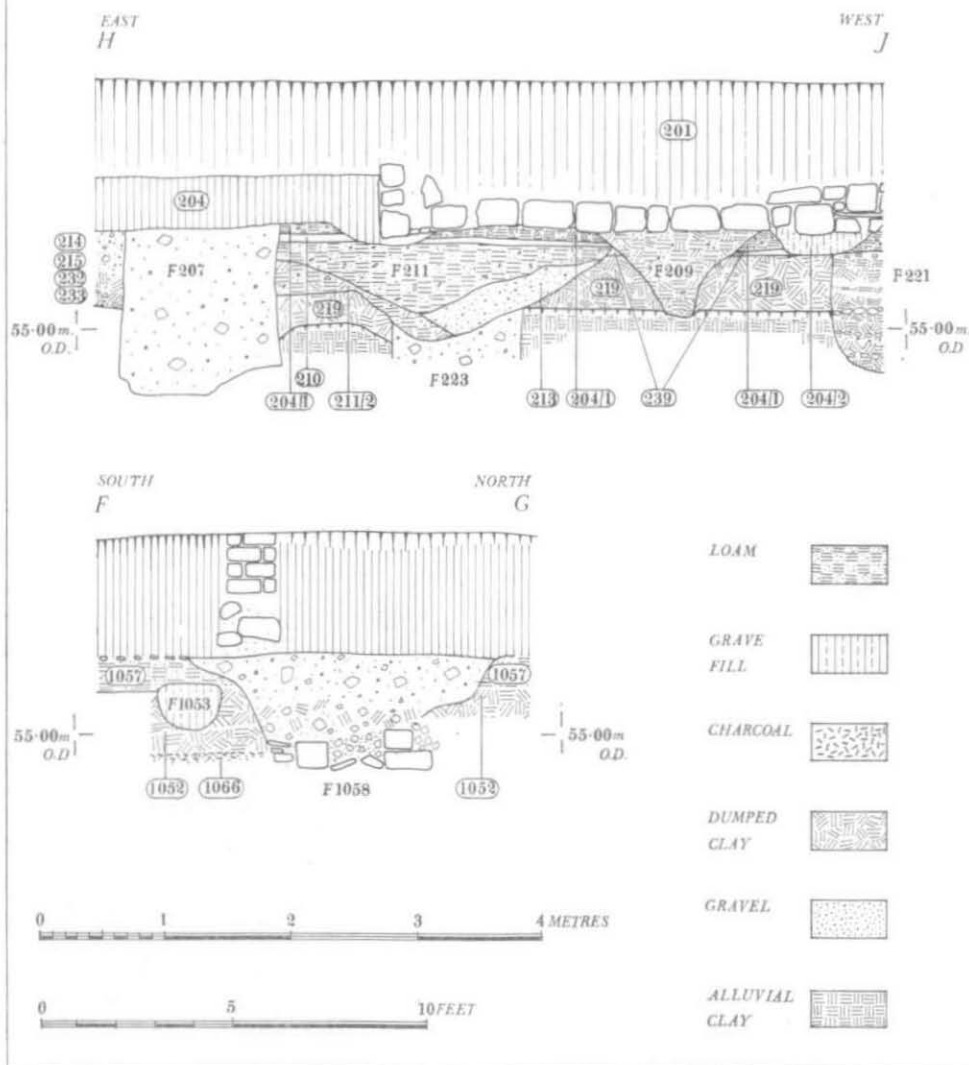 EAST WEST
H J
201
204
214
215
232
233
F207 F211 F209 F221
219 219 219
55·00m. O.D. 55·00m. O.D
210 F223
204/1 211/2 213 204/1 239 204/1 204/2
SOUTH NORTH
F G
1057 1057
F1053
55·00m O.D 55·00m O.D.
1052 1066 F1058 1052
LOAM
GRAVE
FILL
CHARCOAL
DUMPED
CLAY
GRAVEL
ALLUVIAL
CLAY
0 1 2 3 4 METRES
0 5 10 FEET